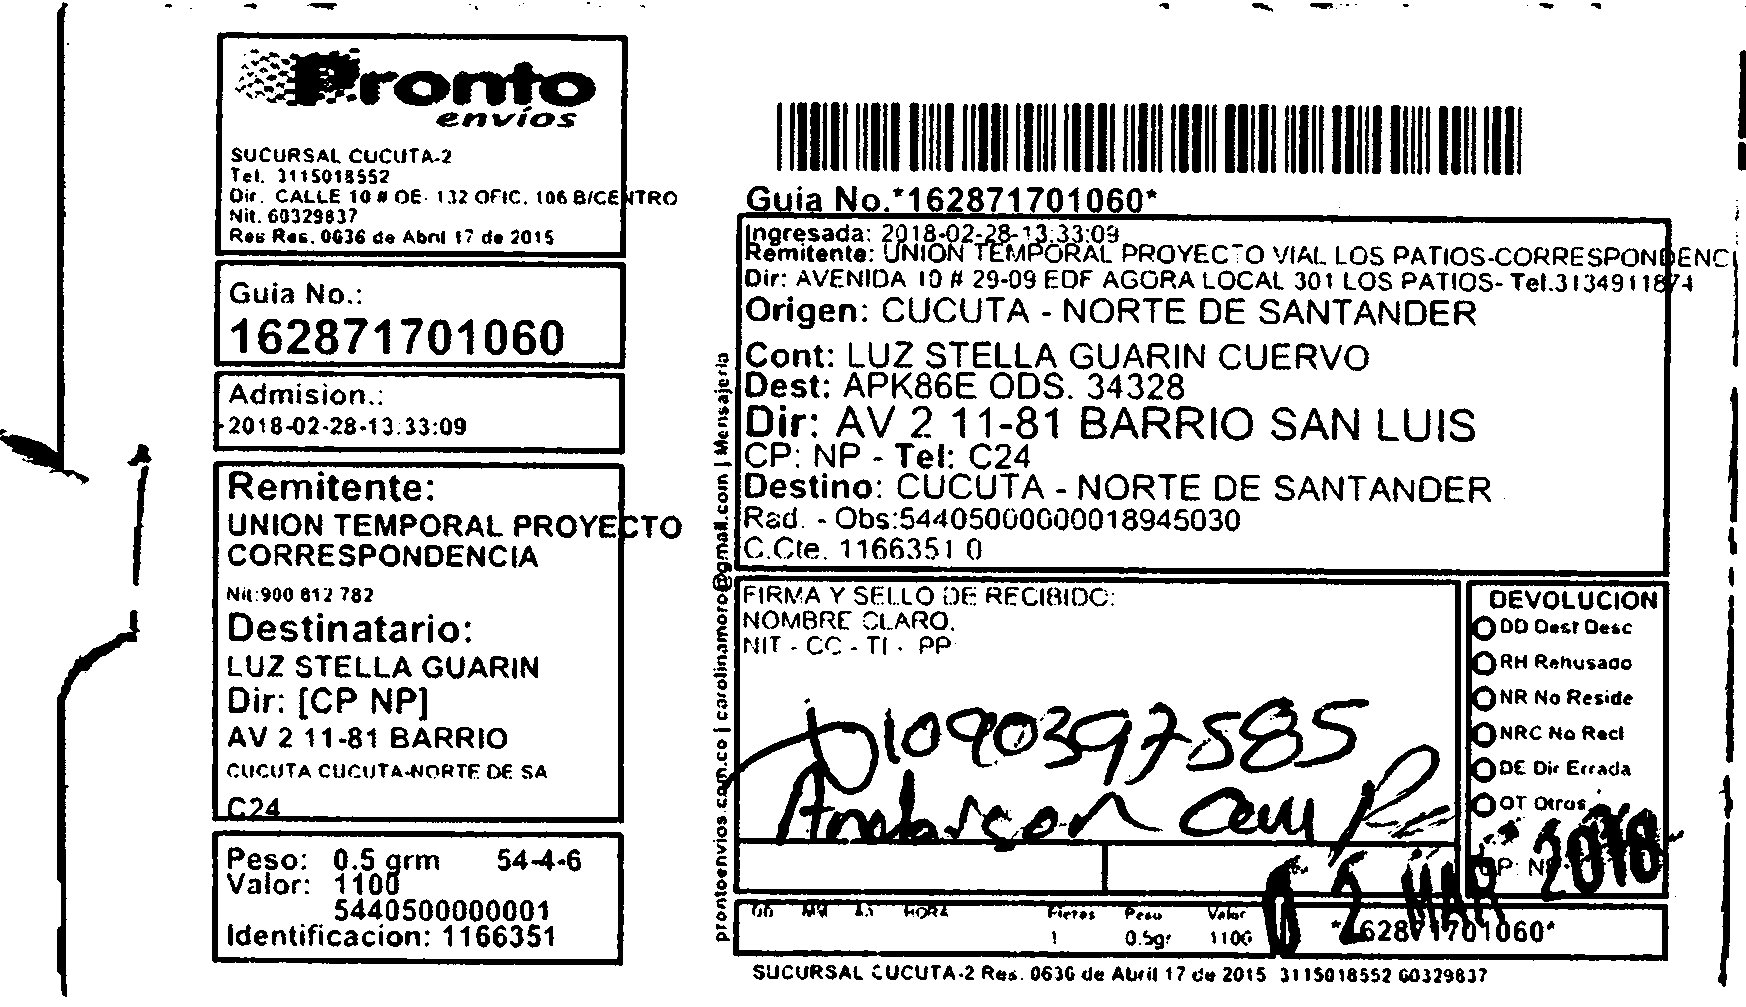 Pronto
envíos
SUCURSAL CUCUTA-2
Tel. 3115018552
Dir. CALLE 10 # OE- 132 OFIC. 106 B/CENTRO
Nit. 60329837
Res Res. 0636 de Abril 17 de 2015
Guia No.:
162871701060
Admision.:
2018-02-28-13:33:09
Remitente:
UNION TEMPORAL PROYECTO
CORRESPONDENCIA
Nit:900 812 782
Destinatario:
LUZ STELLA GUARIN
Dir: [CP NP]
AV 2 11-81 BARRIO
CUCUTA CUCUTA-NORTE DE SA
C24
Peso: 0.5 grm 54-4-6
Valor: 1100
5440500000001
Identificacion: 1166351
prontoenvios.com.co | carolinamoro@gmail.com | Mensajeria
Guia No.*162871701060*
Ingresada: 2018-02-28-13:33:09
Remitente: UNION TEMPORAL PROYECTO VIAL LOS PATIOS-CORRESPONDENCI
Dir: AVENIDA 10 # 29-09 EDF AGORA LOCAL 301 LOS PATIOS- Tel.3134911874
Origen: CUCUTA - NORTE DE SANTANDER
Cont: LUZ STELLA GUARIN CUERVO
Dest: APK86E ODS. 34328
Dir: AV 2 11-81 BARRIO SAN LUIS
CP: NP - Tel: C24
Destino: CUCUTA - NORTE DE SANTANDER
Rad. - Obs:544050000000018945030
C.Cte. 1166351 0
FIRMA Y SELLO DE RECIBIDO:
NOMBRE CLARO.
NIT - CC - TI - PP
1090397585
Anderson
DEVOLUCION
DD Dest Desc
RH Rehusado
NR No Reside
NRC No Recl
DE Dir Errada
OT Otros
02 MAR 2018
DD MM AA HORA Piezas Peso Valor
1 0.5gr 1100
*162871701060*
SUCURSAL CUCUTA-2 Res. 0636 de Abril 17 de 2015 3115018552 60329837